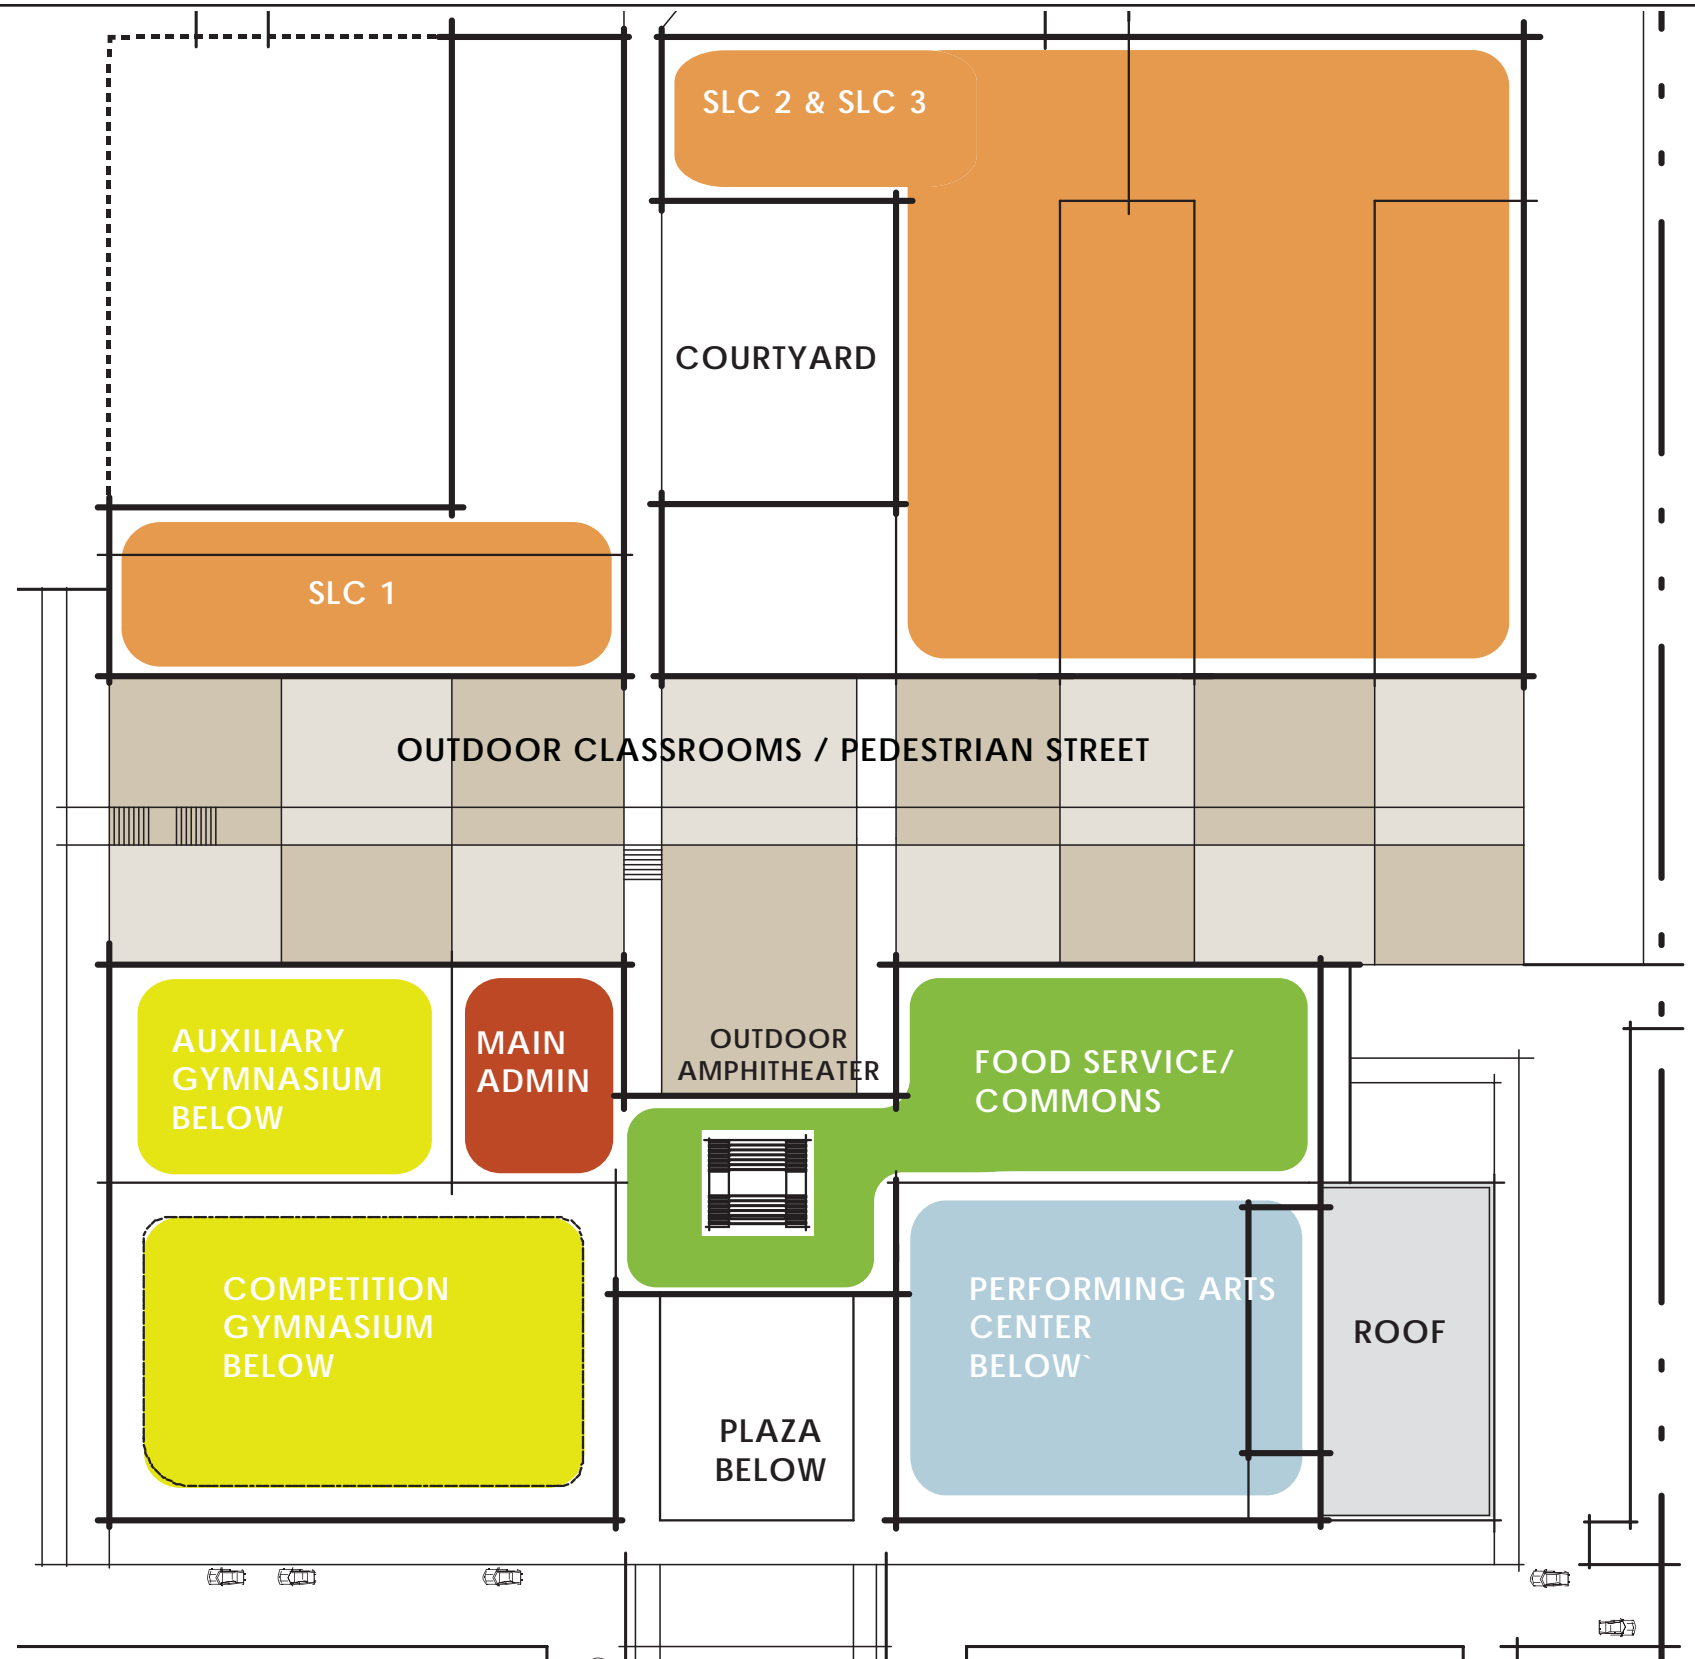 SLC 2 & SLC 3
COURTYARD
SLC 1
OUTDOOR CLASSROOMS / PEDESTRIAN STREET
AUXILIARY
GYMNASIUM
BELOW
MAIN
ADMIN
OUTDOOR
AMPHITHEATER
FOOD SERVICE/
COMMONS
COMPETITION
GYMNASIUM
BELOW
PERFORMING ARTS
CENTER
BELOW`
ROOF
PLAZA
BELOW